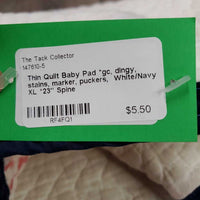 The Tack Collector
147610-5
Thin Quilt Baby Pad *gc, dingy,
stains, marker, puckers, White/Navy
XL *23" Spine
$5.50
RF4FQ1